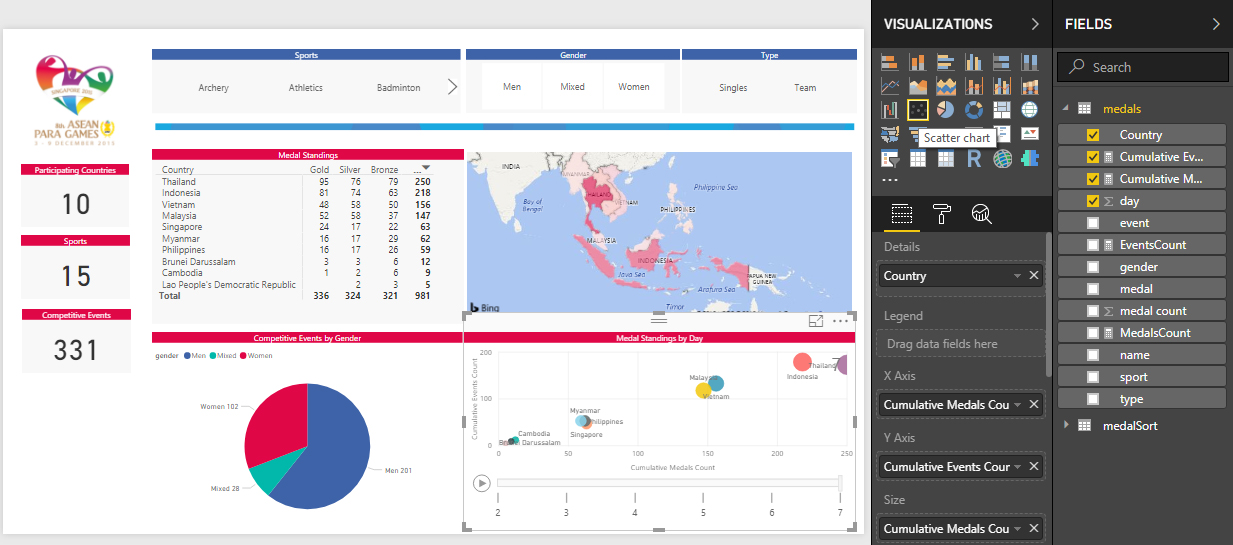 SINGAPORE 2015
8th ASEAN
PARA GAMES
3 - 9 DECEMBER 2015
Sports
Archery
Athletics
Badminton
Gender
Men
Mixed
Women
Type
Singles
Team
Participating Countries
10
Sports
15
Competitive Events
331
Medal Standings
Country Gold Silver Bronze ...
Thailand 95 76 79 250
Indonesia 81 74 63 218
Vietnam 48 58 50 156
Malaysia 52 58 37 147
Singapore 24 17 22 63
Myanmar 16 17 29 62
Philippines 16 17 26 59
Brunei Darussalam 3 3 6 12
Cambodia 1 2 6 9
Lao People's Democratic Republic 2 3 5
Total 336 324 321 981
INDIA
MYANMAR
THAILAND
VIETNAM
Bay of
Bengal
Philippine Sea
PHILIPPINES
MALAYSIA
INDONESIA
Java Sea
PAPUA NEW
GUINEA
Arafura Sea
Timor
Bing
Competitive Events by Gender
gender Men Mixed Women
Women 102
Mixed 28
Men 201
Medal Standings by Day
Cumulative Events Count
200
100
0
Thailand
Indonesia
Malaysia
Vietnam
Myanmar
Philippines
Singapore
Cambodia
Brunei Darussalam
0 50 100 150 200 250
Cumulative Medals Count
7
2 3 4 5 6 7
VISUALIZATIONS
Scatter chart
R
...
Details
Country
Legend
Drag data fields here
X Axis
Cumulative Medals Cou
Y Axis
Cumulative Events Cour
Size
Cumulative Medals Cou
FIELDS
Search
medals
Country
Cumulative Ev...
Cumulative M...
day
event
EventsCount
gender
medal
medal count
MedalsCount
name
sport
type
medalSort